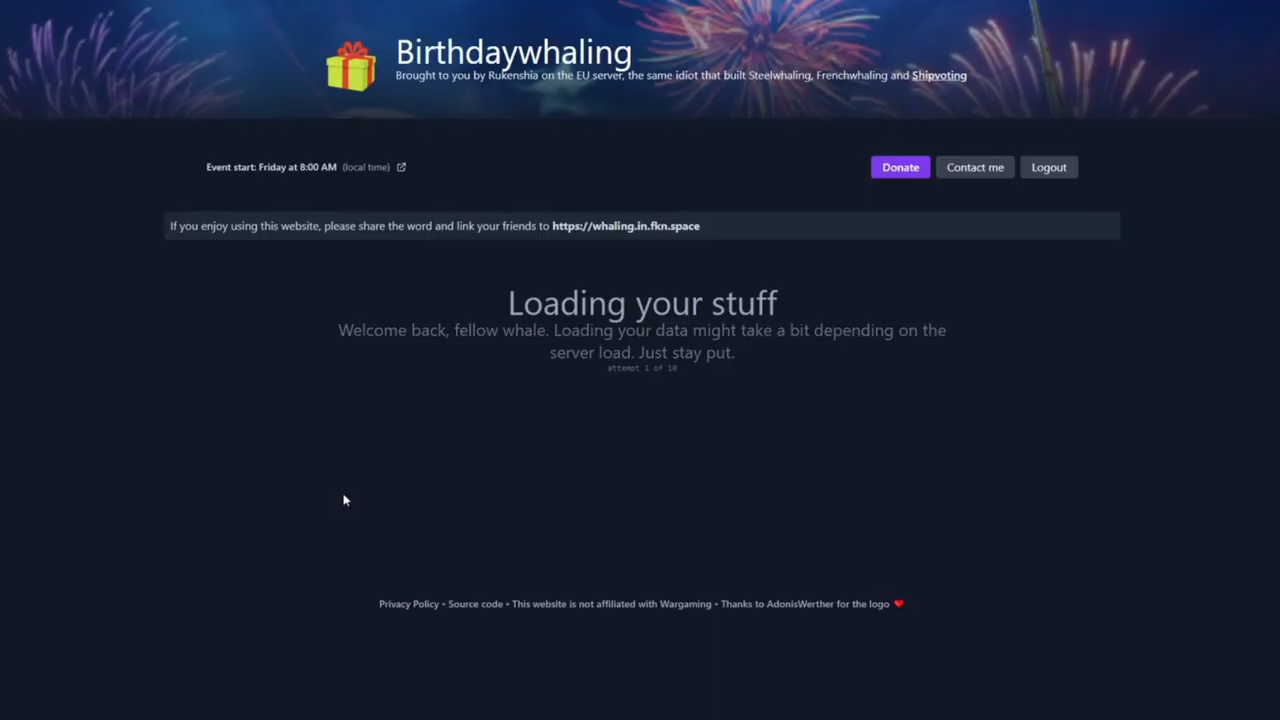 Birthdaywhaling
Brought to you by Rukenshia on the EU server, the same idiot that built Steelwhaling, Frenchwhaling and Shipvoting
Event start: Friday at 8:00 AM (local time)
Donate
Contact me
Logout
If you enjoy using this website, please share the word and link your friends to https://whaling.in.fkn.space
Loading your stuff
Welcome back, fellow whale. Loading your data might take a bit depending on the
server load. Just stay put.
attempt 1 of 10
Privacy Policy • Source code • This website is not affiliated with Wargaming • Thanks to AdonisWerther for the logo ❤